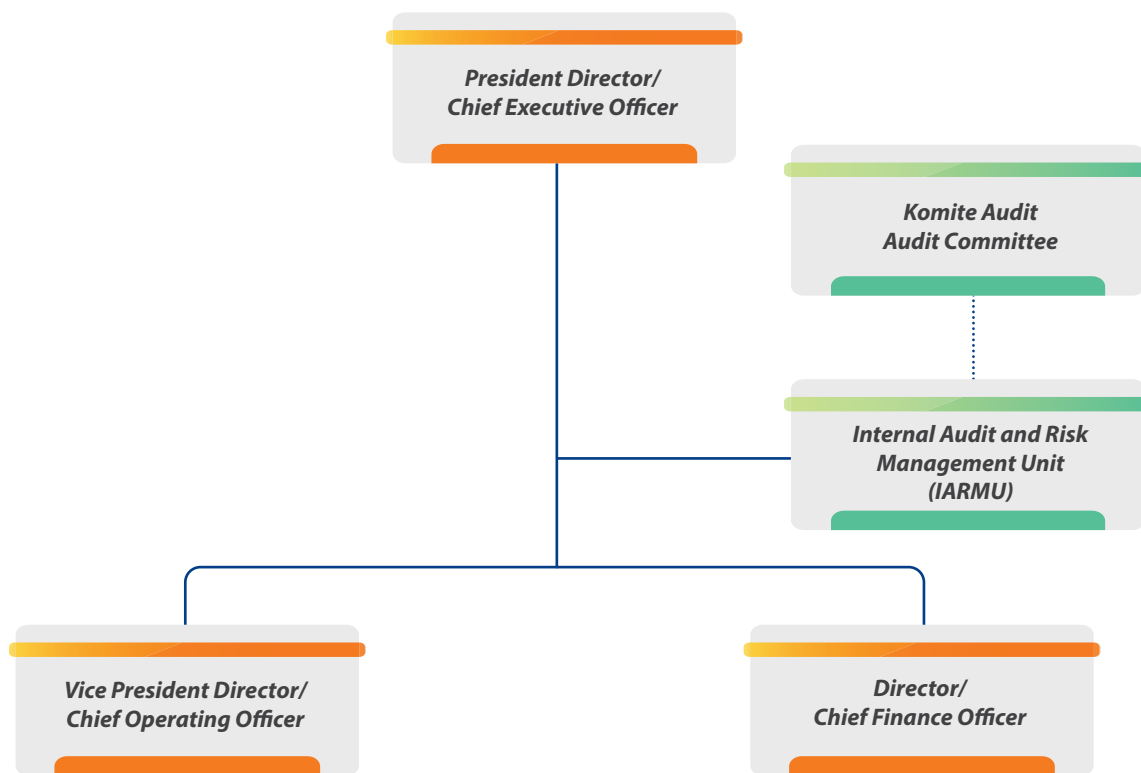 President Director/
Chief Executive Officer
Komite Audit
Audit Committee
Internal Audit and Risk
Management Unit
(IARMU)
Vice President Director/
Chief Operating Officer
Director/
Chief Finance Officer